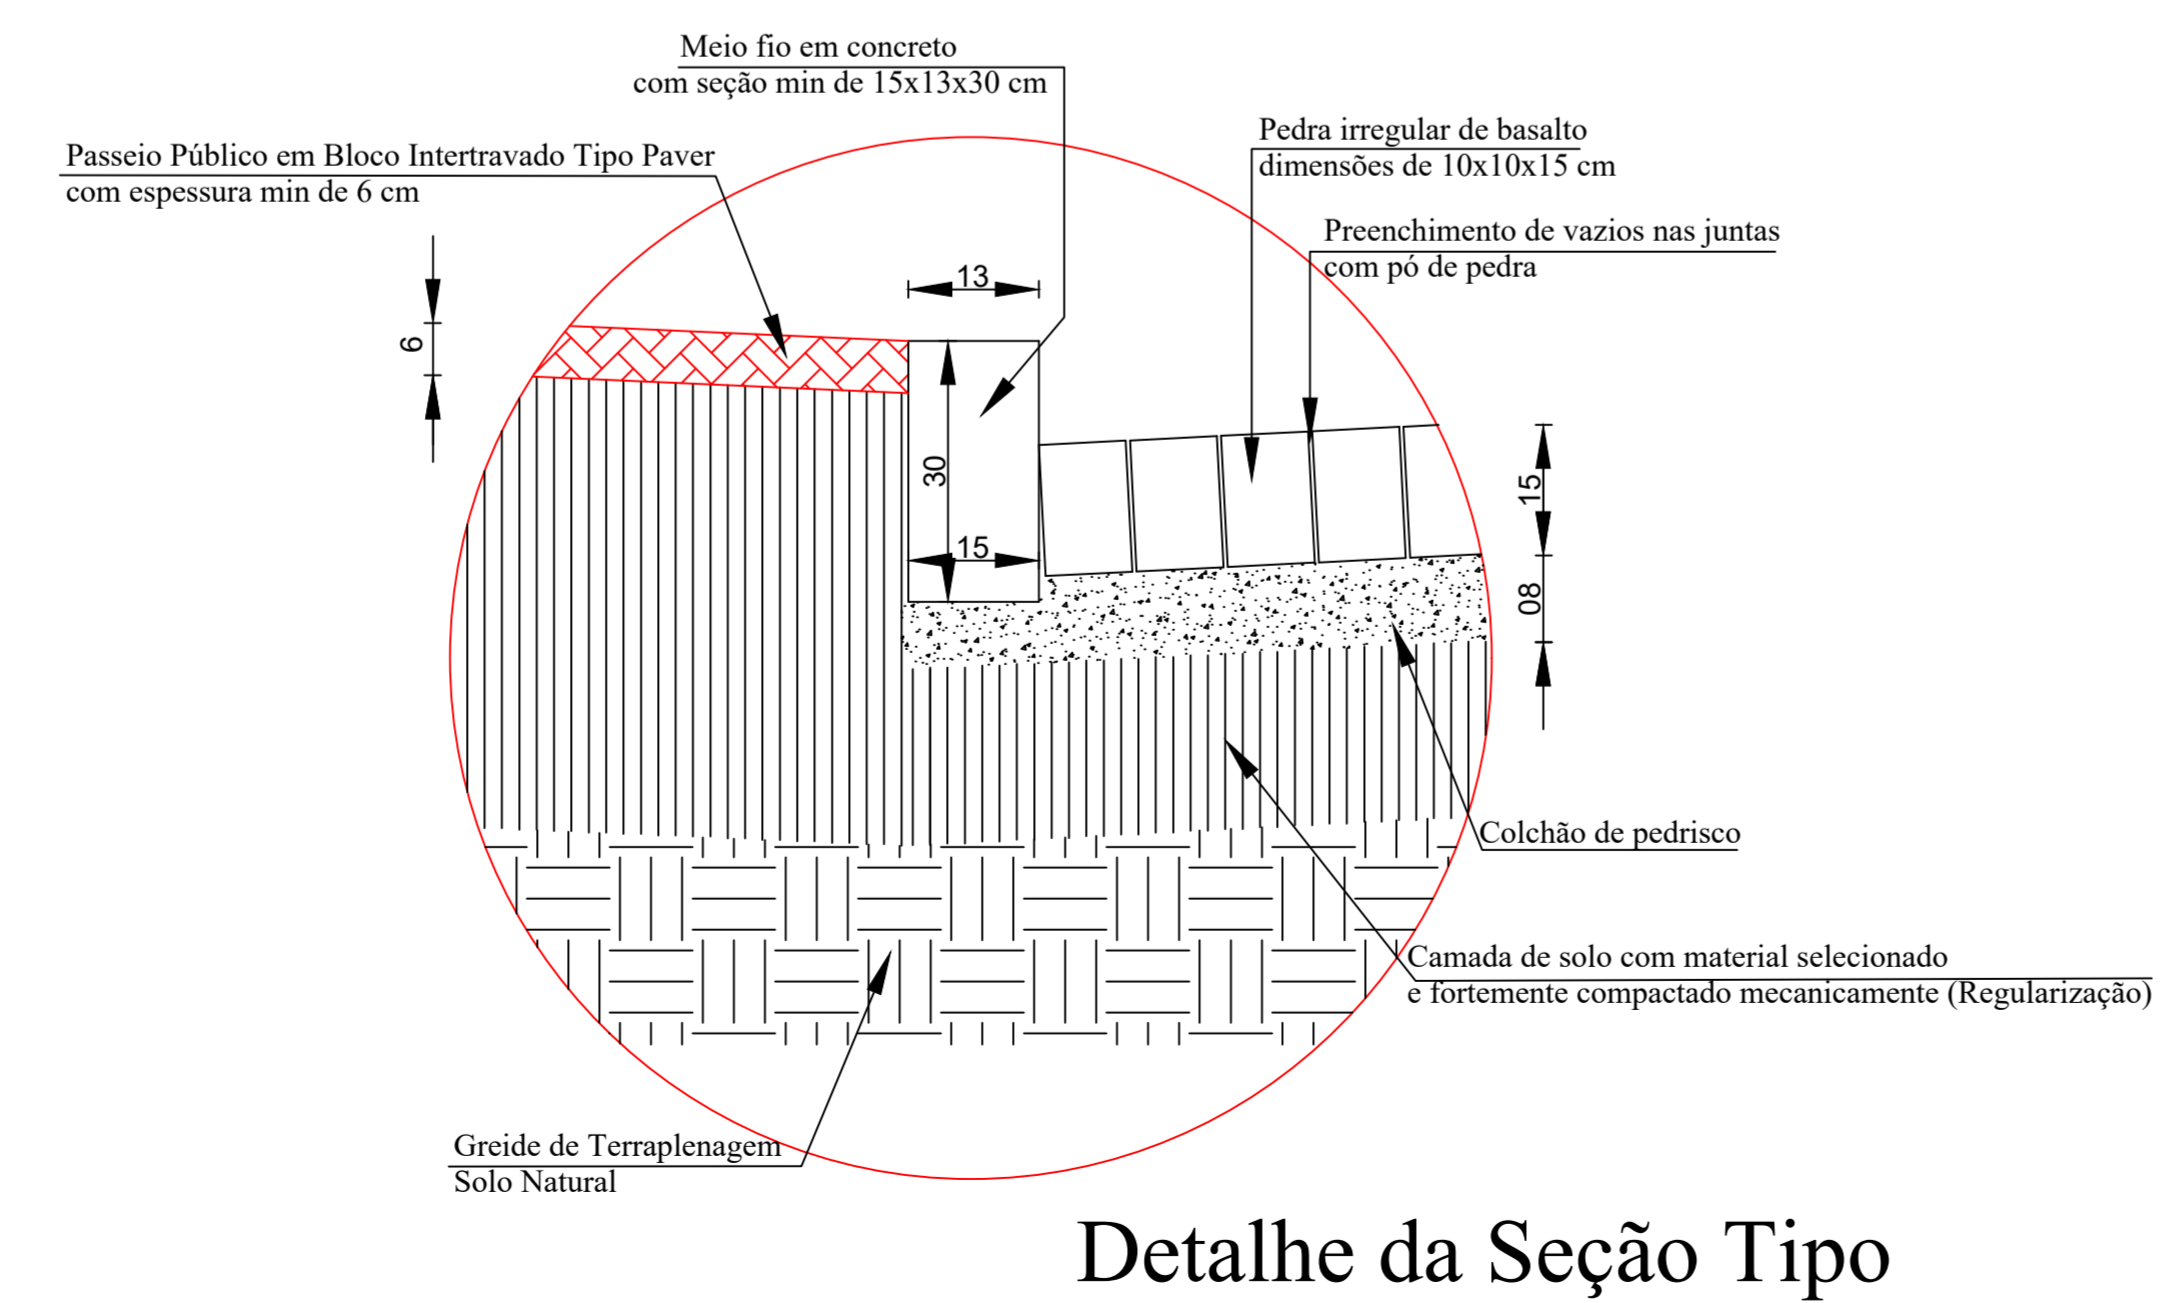 Meio fio em concreto
com seção min de 15x13x30 cm
Pedra irregular de basalto
dimensões de 10x10x15 cm
Passeio Público em Bloco Intertravado Tipo Paver
com espessura min de 6 cm
Preenchimento de vazios nas juntas
com pó de pedra
13
6
30
15
15
08
Colchão de pedrisco
Camada de solo com material selecionado
e fortemente compactado mecanicamente (Regularização)
Greide de Terraplenagem
Solo Natural
Detalhe da Seção Tipo